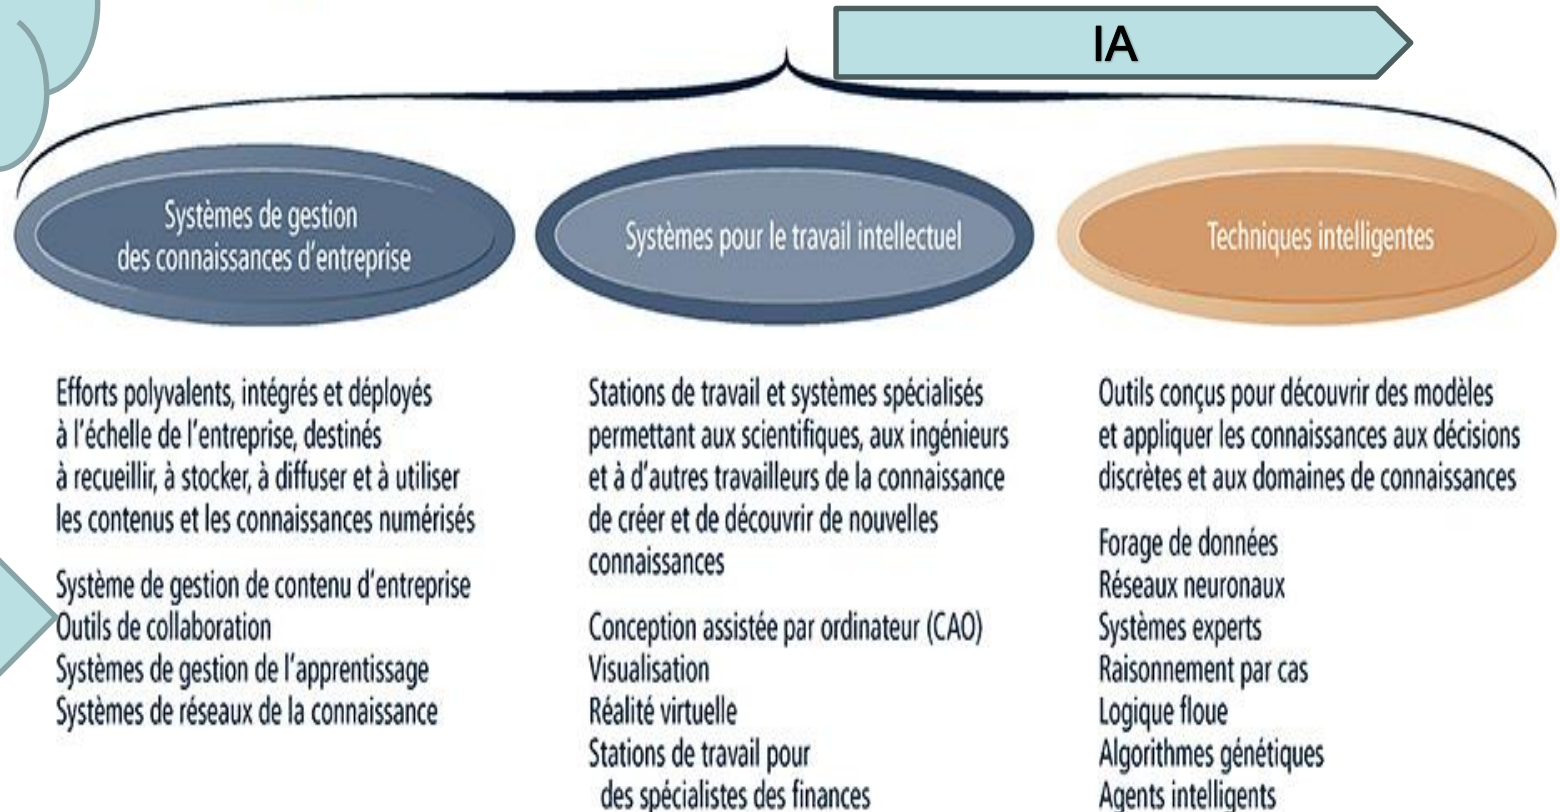 IA
Systèmes de gestion
des connaissances d'entreprise
Systèmes pour le travail intellectuel
Techniques intelligentes
Efforts polyvalents, intégrés et déployés
à l'échelle de l'entreprise, destinés
à recueillir, à stocker, à diffuser et à utiliser
les contenus et les connaissances numérisés
Système de gestion de contenu d'entreprise
Outils de collaboration
Systèmes de gestion de l'apprentissage
Systèmes de réseaux de la connaissance
Stations de travail et systèmes spécialisés
permettant aux scientifiques, aux ingénieurs
et à d'autres travailleurs de la connaissance
de créer et de découvrir de nouvelles
connaissances
Conception assistée par ordinateur (CAO)
Visualisation
Réalité virtuelle
Stations de travail pour
des spécialistes des finances
Outils conçus pour découvrir des modèles
et appliquer les connaissances aux décisions
discrètes et aux domaines de connaissances
Forage de données
Réseaux neuronaux
Systèmes experts
Raisonnement par cas
Logique floue
Algorithmes génétiques
Agents intelligents